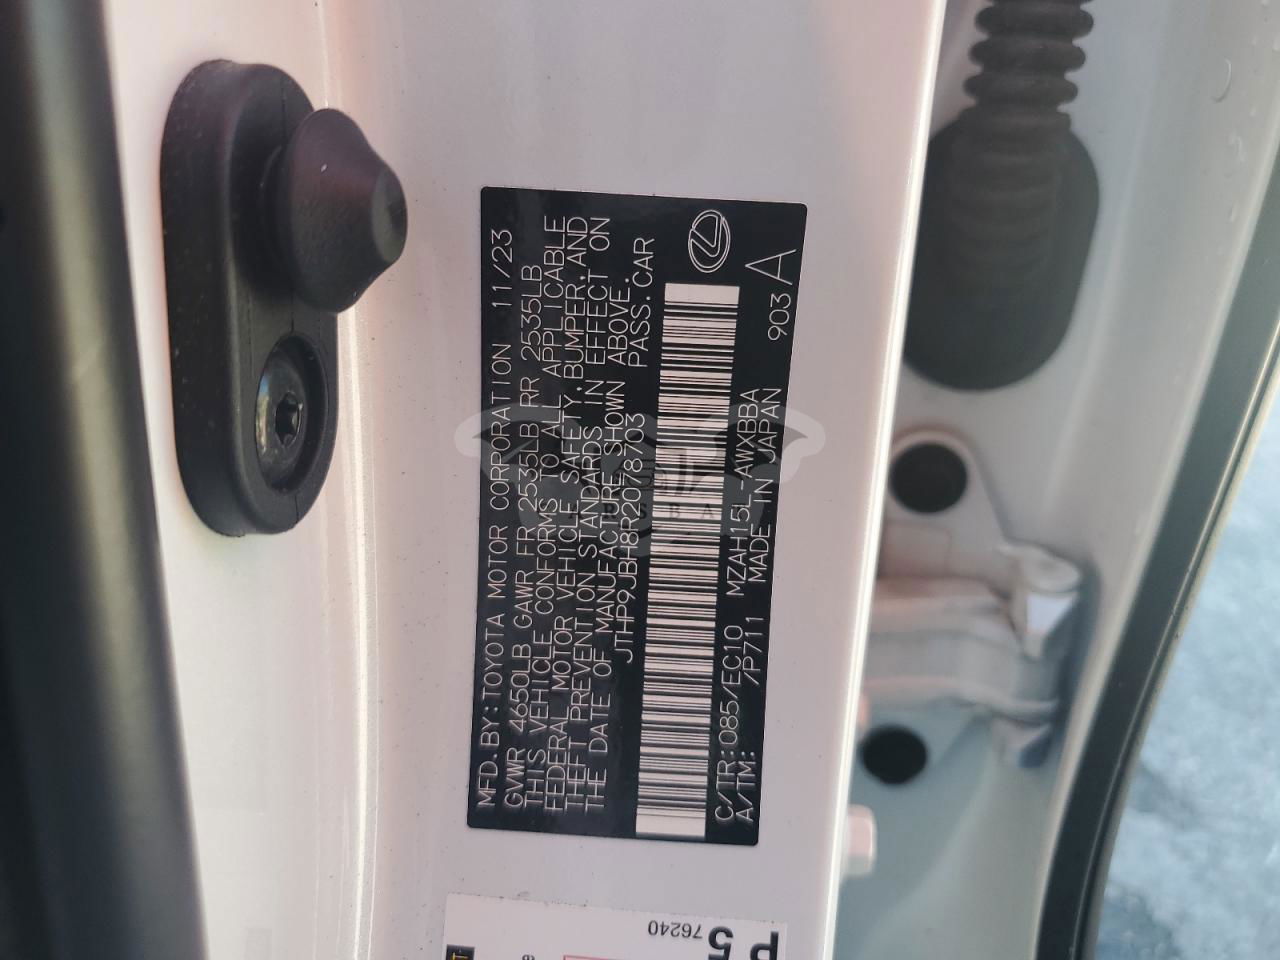 MFD.BY:TOYOTA MOTOR CORPORATION 11/23
GVWR 4650LB GAWR FR 2535LB RR 2535LB
THIS VEHICLE CONFORMS TO ALL APPLICABLE
FEDERAL MOTOR VEHICLE SAFETY,BUMPER,AND
THEFT PREVENTION STANDARDS IN EFFECT ON
THE DATE OF MANUFACTURE SHOWN ABOVE.
JTHP9JBH8R2078703 PASS.CAR
C/TR:085/EC10 MZAH15L-AWXBBA
A/TM: /P711 MADE IN JAPAN 903 A
76240
P5